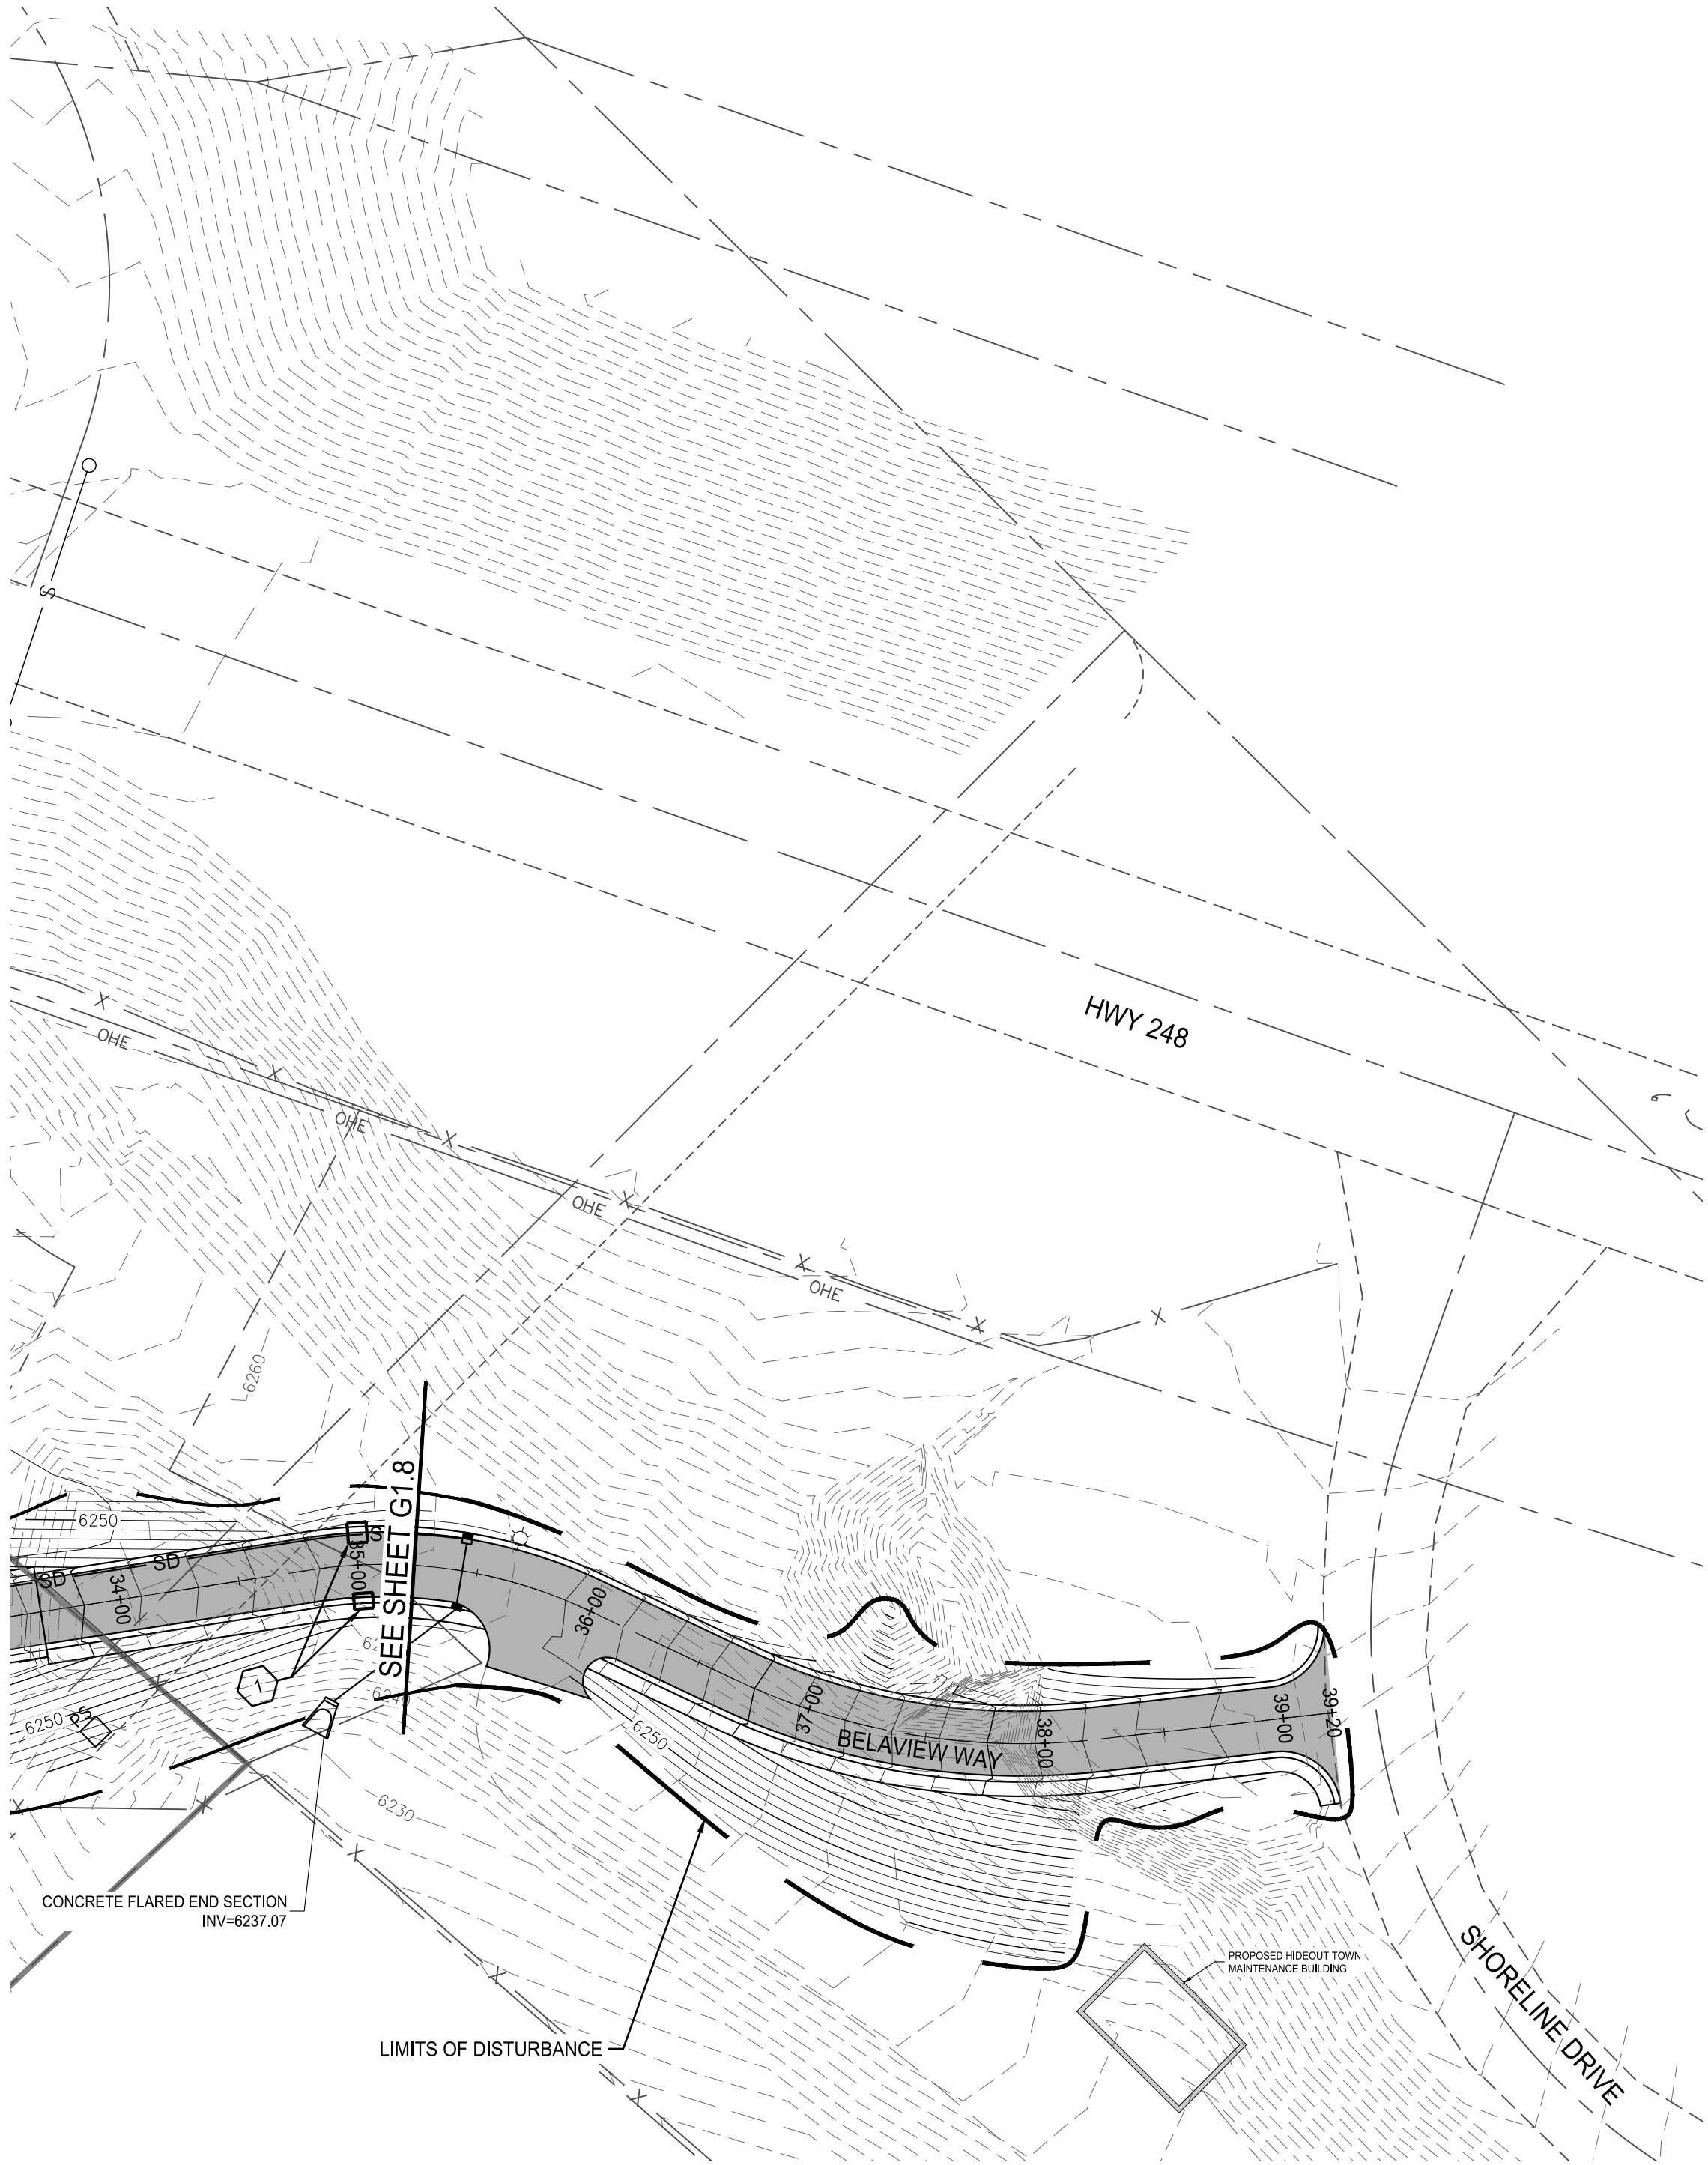 S
HWY 248
X
OHE
X
X
OHE
X
OHE
X
X
OHE
X
X
6260
SEE SHEET G1.8
6250
SD
SD
34+00
35+00
S
36+00
1
6240
6250
PS
6250
37+00
BELAVIEW WAY
38+00
39+00
39+20
6230
X
X
X
CONCRETE FLARED END SECTION
INV=6237.07
X
PROPOSED HIDEOUT TOWN
MAINTENANCE BUILDING
SHORELINE DRIVE
LIMITS OF DISTURBANCE
X